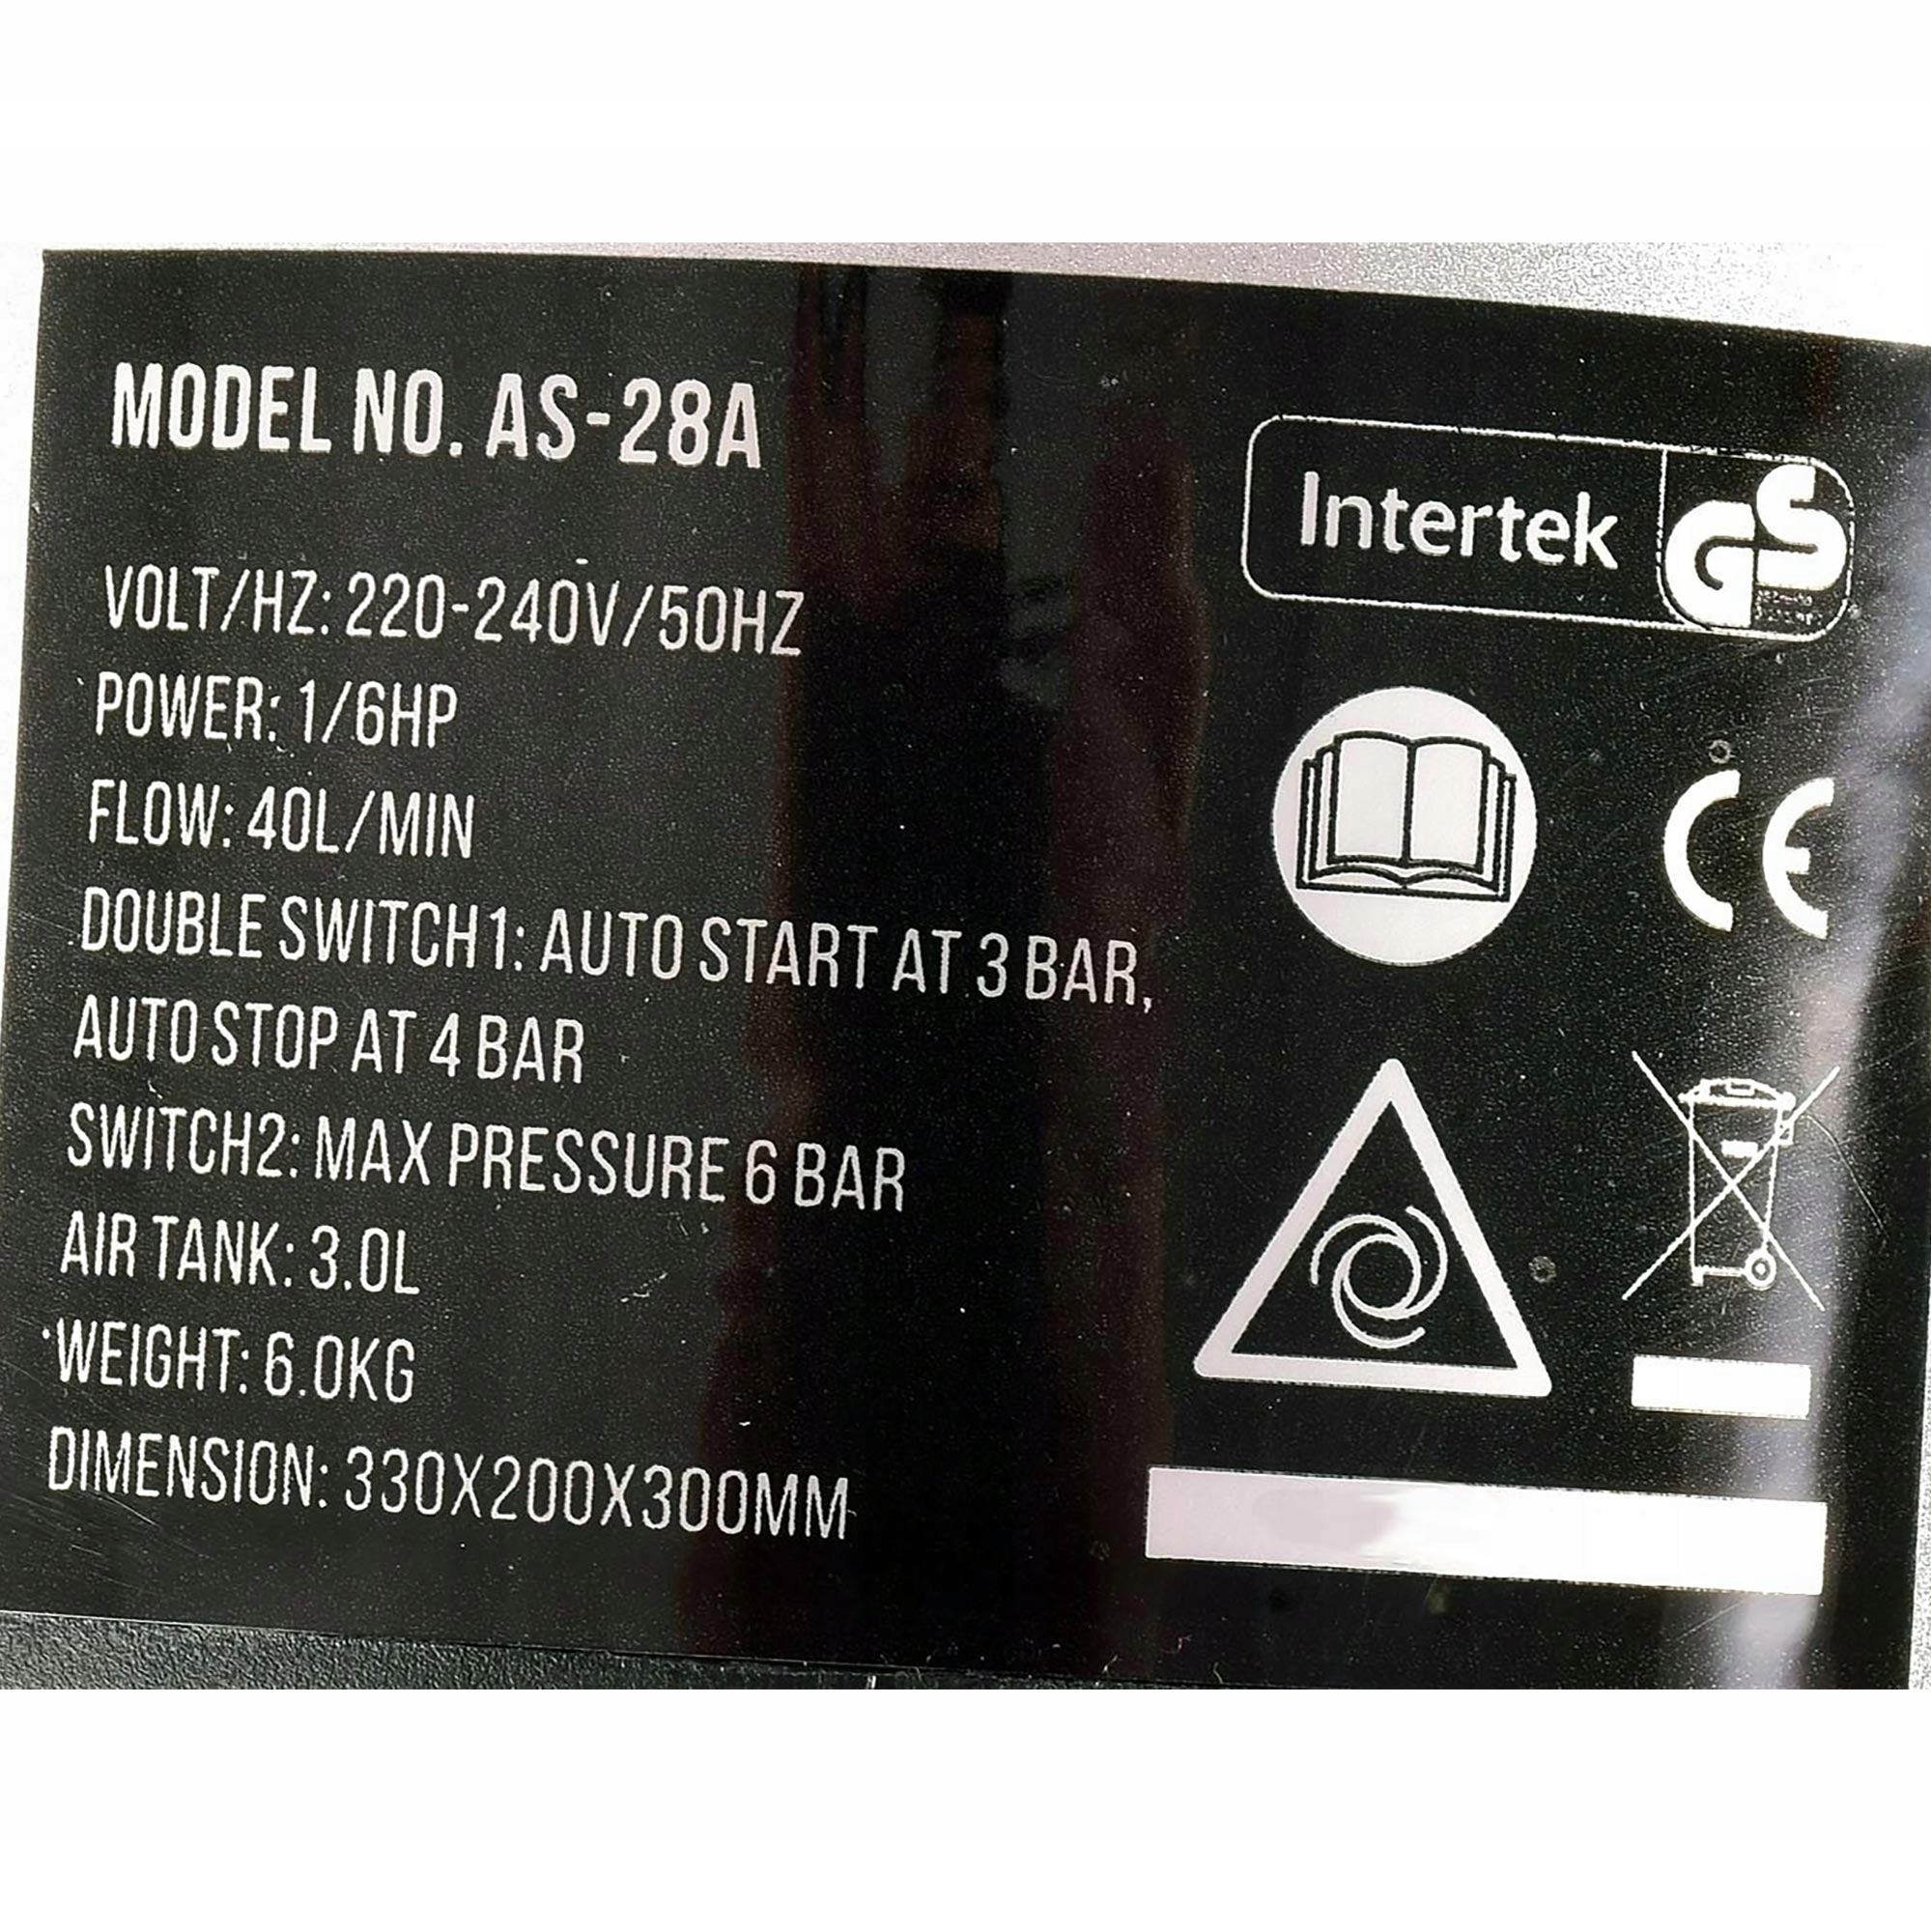 MODEL NO. AS-28A
VOLT/HZ: 220-240V/50HZ
POWER: 1/6HP
FLOW: 40L/MIN
DOUBLE SWITCH1: AUTO START AT 3 BAR,
AUTO STOP AT 4 BAR
SWITCH2: MAX PRESSURE 6 BAR
AIR TANK: 3.0L
WEIGHT: 6.0KG
DIMENSION: 330X200X300MM
Intertek GS
CE